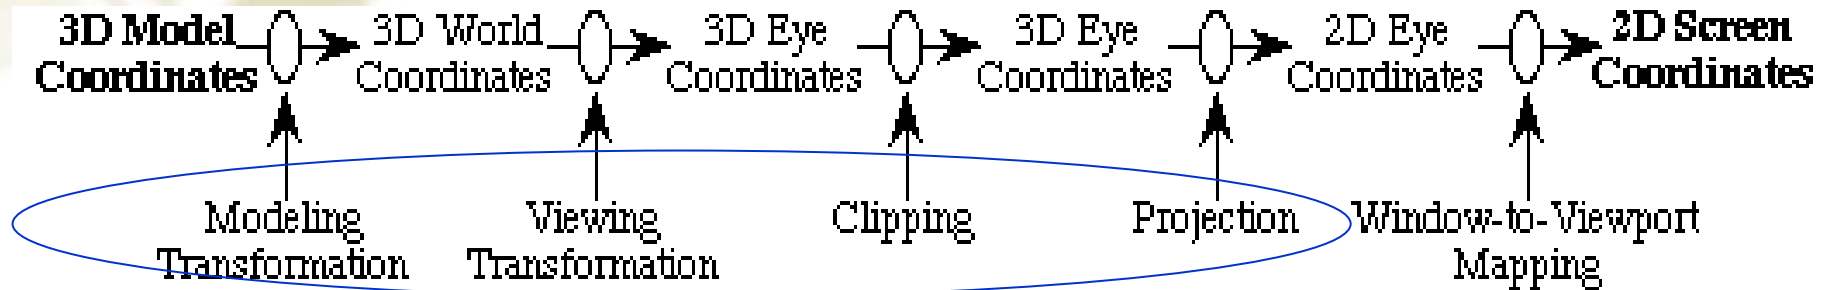 3D Model
Coordinates
3D World
Coordinates
3D Eye
Coordinates
3D Eye
Coordinates
2D Eye
Coordinates
2D Screen
Coordinates
Modeling
Transformation
Viewing
Transformation
Clipping
Projection
Window-to-Viewport
Mapping